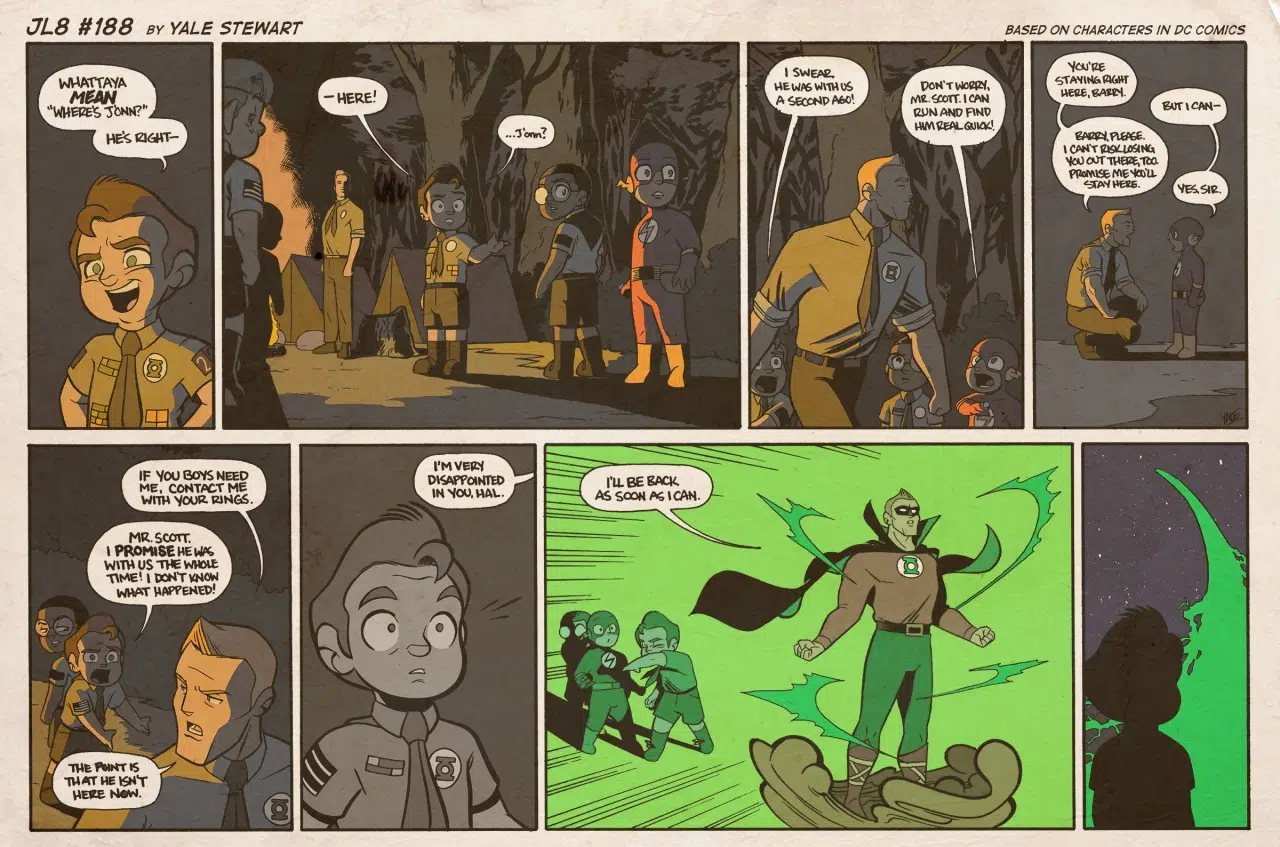 JL8 #188 BY YALE STEWART
BASED ON CHARACTERS IN DC COMICS
WHATTAYA
MEAN
"WHERE'S J'ONN?"
HE'S RIGHT—
—HERE!
...J'onn?
I SWEAR,
HE WAS WITH US
A SECOND AGO!
DON'T WORRY,
MR. SCOTT. I CAN
RUN AND FIND
HIM REAL QUICK!
YOU'RE
STAYING RIGHT
HERE, BARRY.
BUT I CAN—
BARRY, PLEASE.
I CAN'T RISK LOSING
YOU OUT THERE, TOO.
PROMISE ME YOU'LL
STAY HERE.
YES, SIR.
YALE
IF YOU BOYS NEED
ME, CONTACT ME
WITH YOUR RINGS.
MR. SCOTT,
I PROMISE HE WAS
WITH US THE WHOLE
TIME! I DON'T KNOW
WHAT HAPPENED!
2
THE POINT IS
THAT HE ISN'T
HERE NOW.
I'M VERY
DISAPPOINTED
IN YOU, HAL.
I'LL BE BACK
AS SOON AS I CAN.